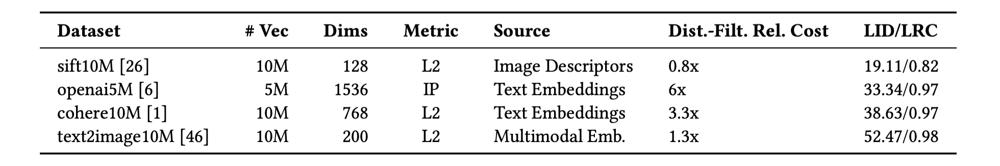 Dataset # Vec Dims Metric Source Dist.-Filt. Rel. Cost LID/LRC
sift10M [26] 10M 128 L2 Image Descriptors 0.8x 19.11/0.82
openai5M [6] 5M 1536 IP Text Embeddings 6x 33.34/0.97
cohere10M [1] 10M 768 L2 Text Embeddings 3.3x 38.63/0.97
text2image10M [46] 10M 200 L2 Multimodal Emb. 1.3x 52.47/0.98